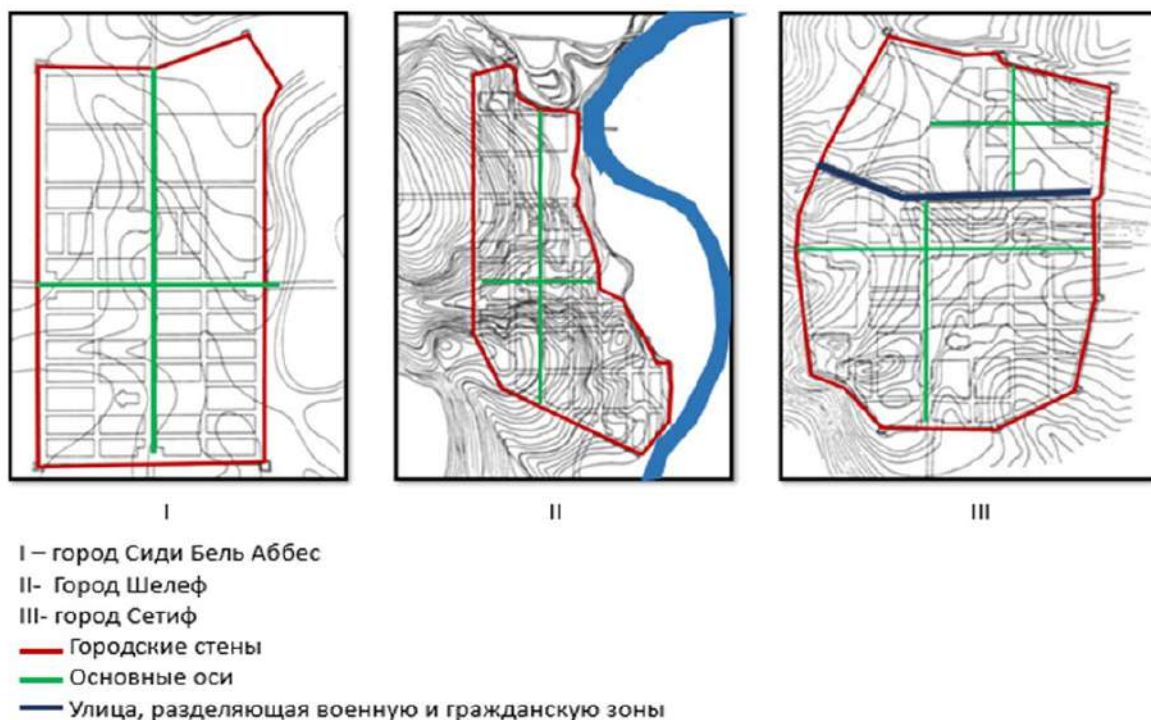 I
II
III
I – город Сиди Бель Аббес
II- Город Шелеф
III- город Сетиф
Городские стены
Основные оси
Улица, разделяющая военную и гражданскую зоны